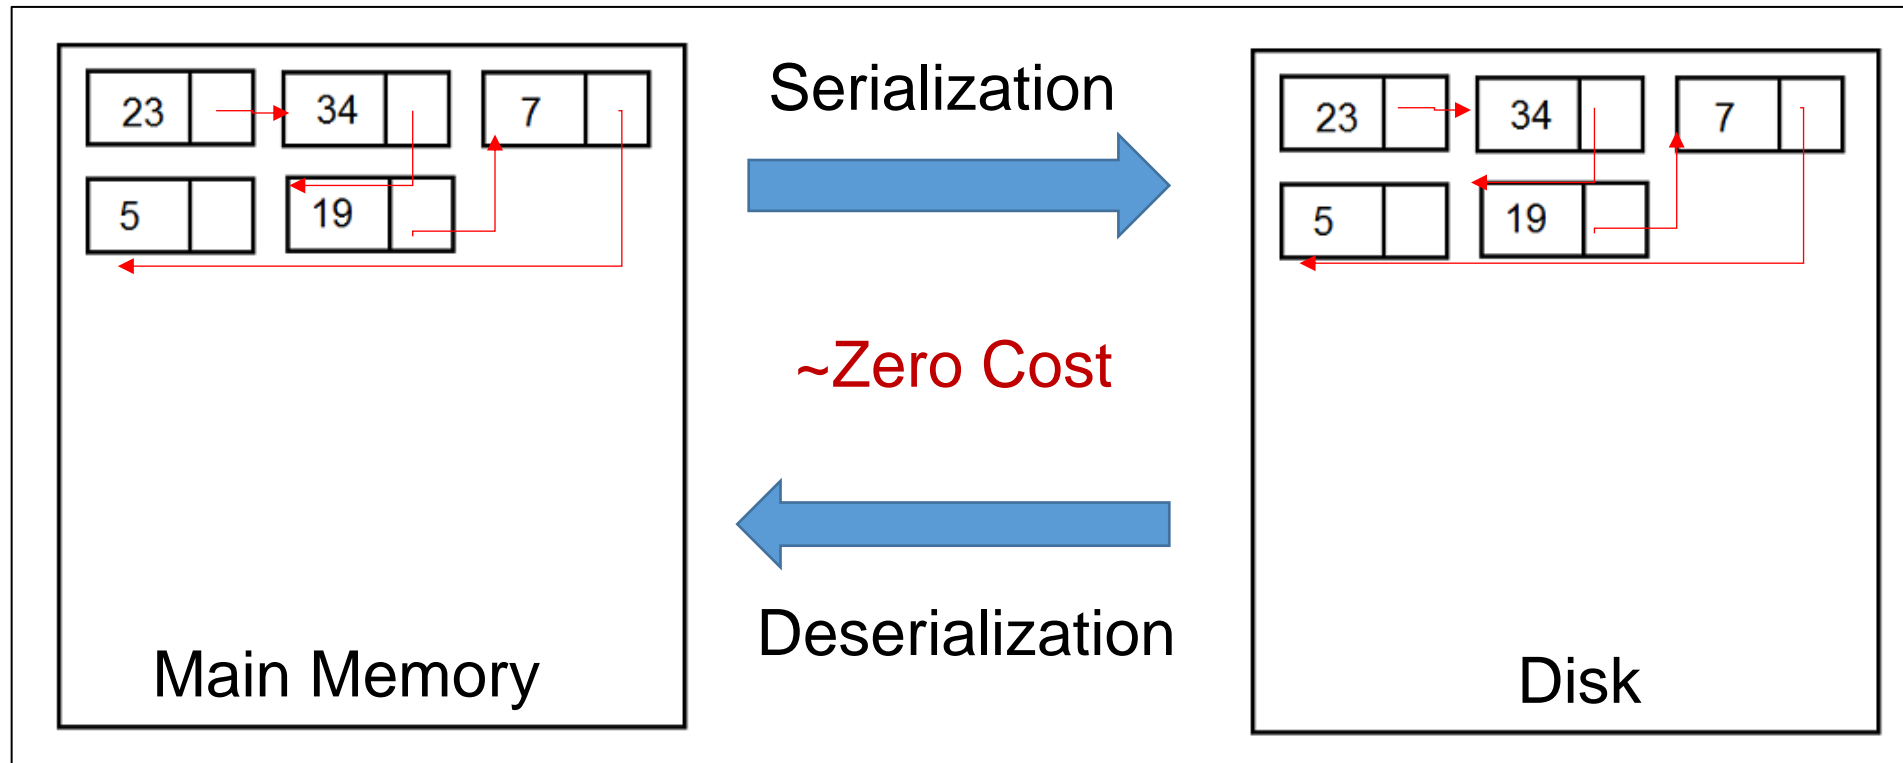 23 34 7
5 19
Main Memory
Serialization
~Zero Cost
Deserialization
23 34 7
5 19
Disk